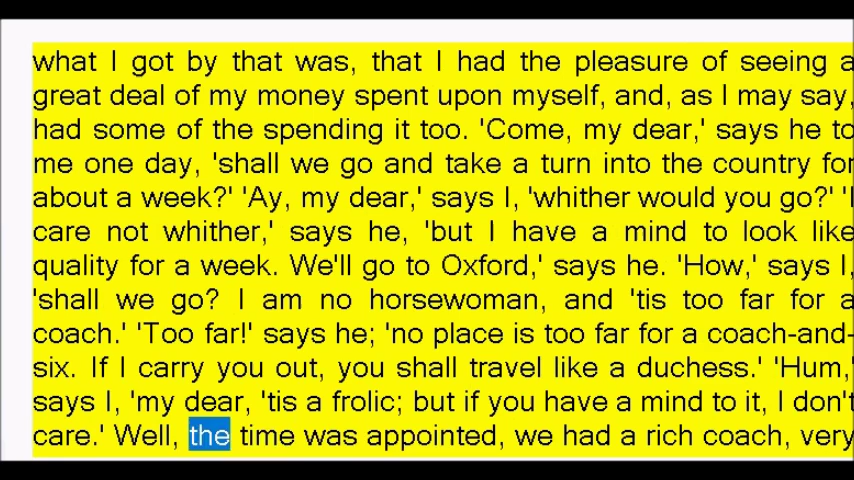 what I got by that was, that I had the pleasure of seeing a
great deal of my money spent upon myself, and, as I may say,
had some of the spending it too. 'Come, my dear,' says he to
me one day, 'shall we go and take a turn into the country for
about a week?' 'Ay, my dear,' says I, 'whither would you go?' 'I
care not whither,' says he, 'but I have a mind to look like
quality for a week. We'll go to Oxford,' says he. 'How,' says I,
'shall we go? I am no horsewoman, and 'tis too far for a
coach.' 'Too far!' says he; 'no place is too far for a coach-and-
six. If I carry you out, you shall travel like a duchess.' 'Hum,'
says I, 'my dear, 'tis a frolic; but if you have a mind to it, I don't
care.' Well, the time was appointed, we had a rich coach, very